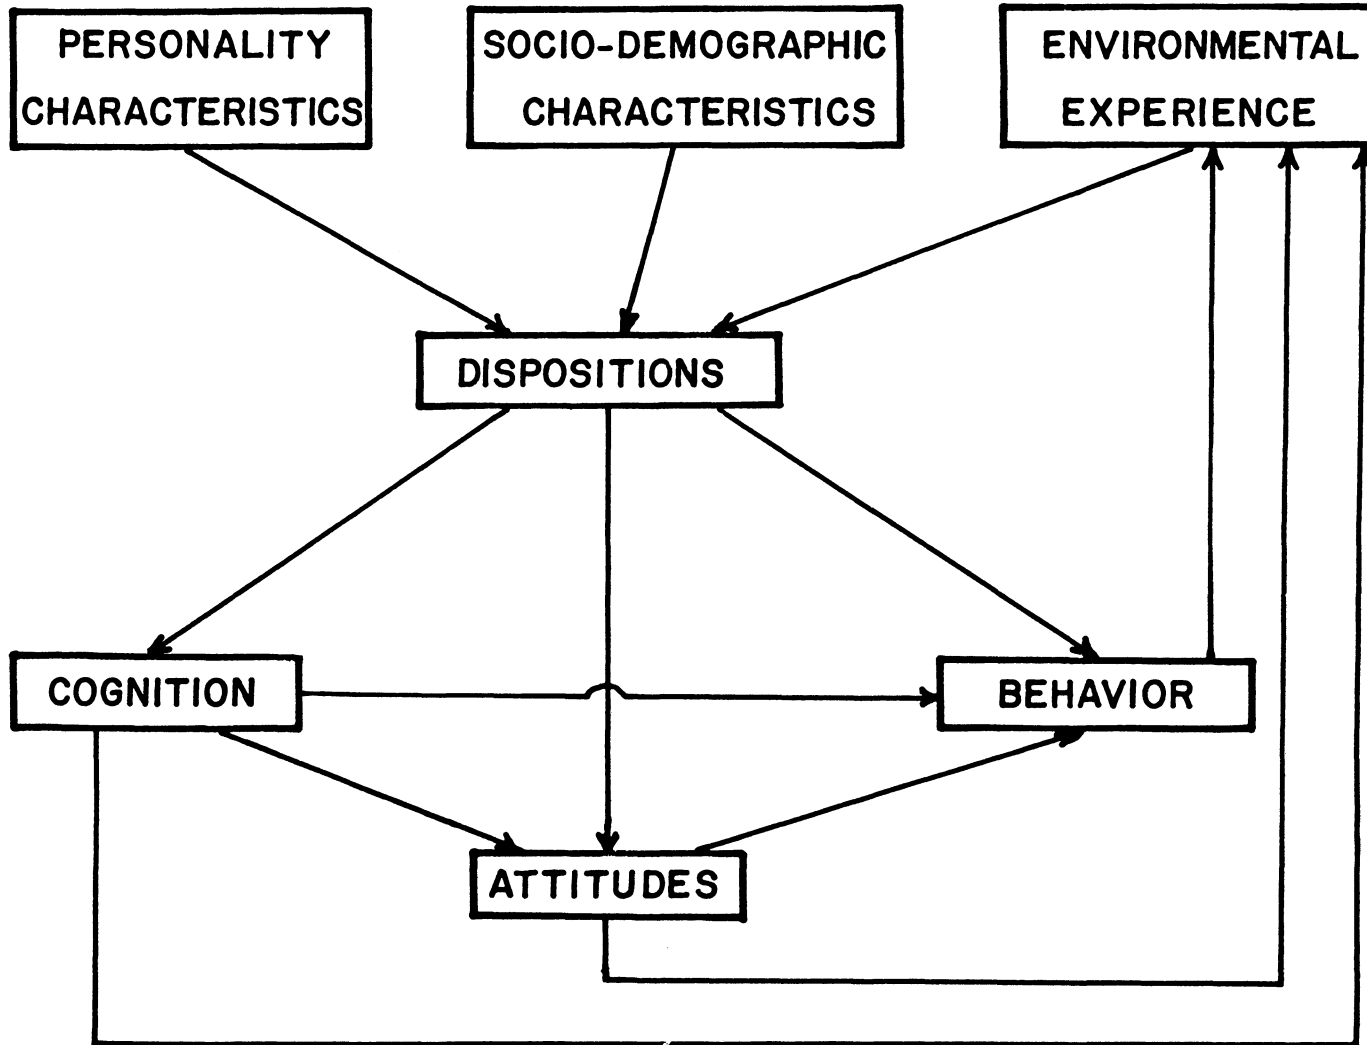 PERSONALITY
CHARACTERISTICS
SOCIO-DEMOGRAPHIC
CHARACTERISTICS
ENVIRONMENTAL
EXPERIENCE
DISPOSITIONS
COGNITION
BEHAVIOR
ATTITUDES